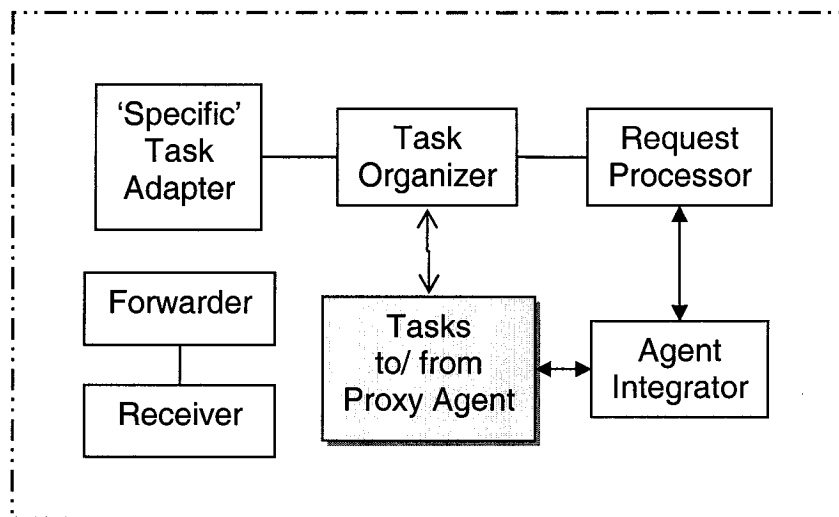 ‘Specific’
Task
Adapter
Task
Organizer
Request
Processor
Forwarder
Receiver
Tasks
to/ from
Proxy Agent
Agent
Integrator